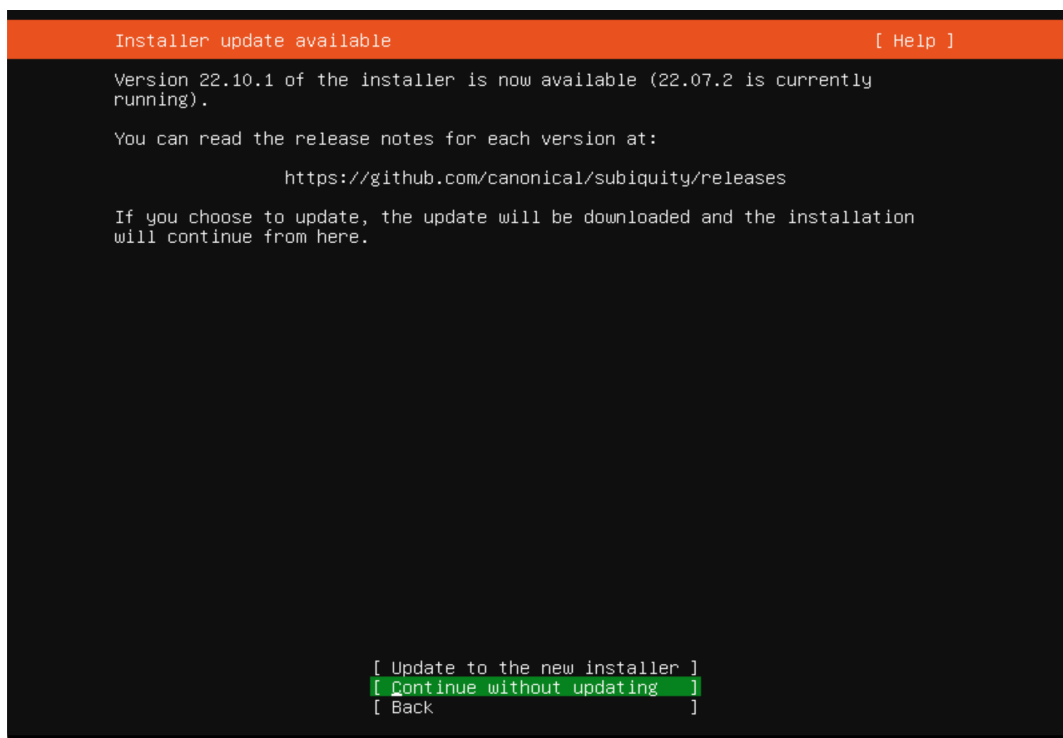 Installer update available [ Help ]
Version 22.10.1 of the installer is now available (22.07.2 is currently
running).
You can read the release notes for each version at:
https://github.com/canonical/subiquity/releases
If you choose to update, the update will be downloaded and the installation
will continue from here.
[ Update to the new installer ]
[ Continue without updating ]
[ Back ]